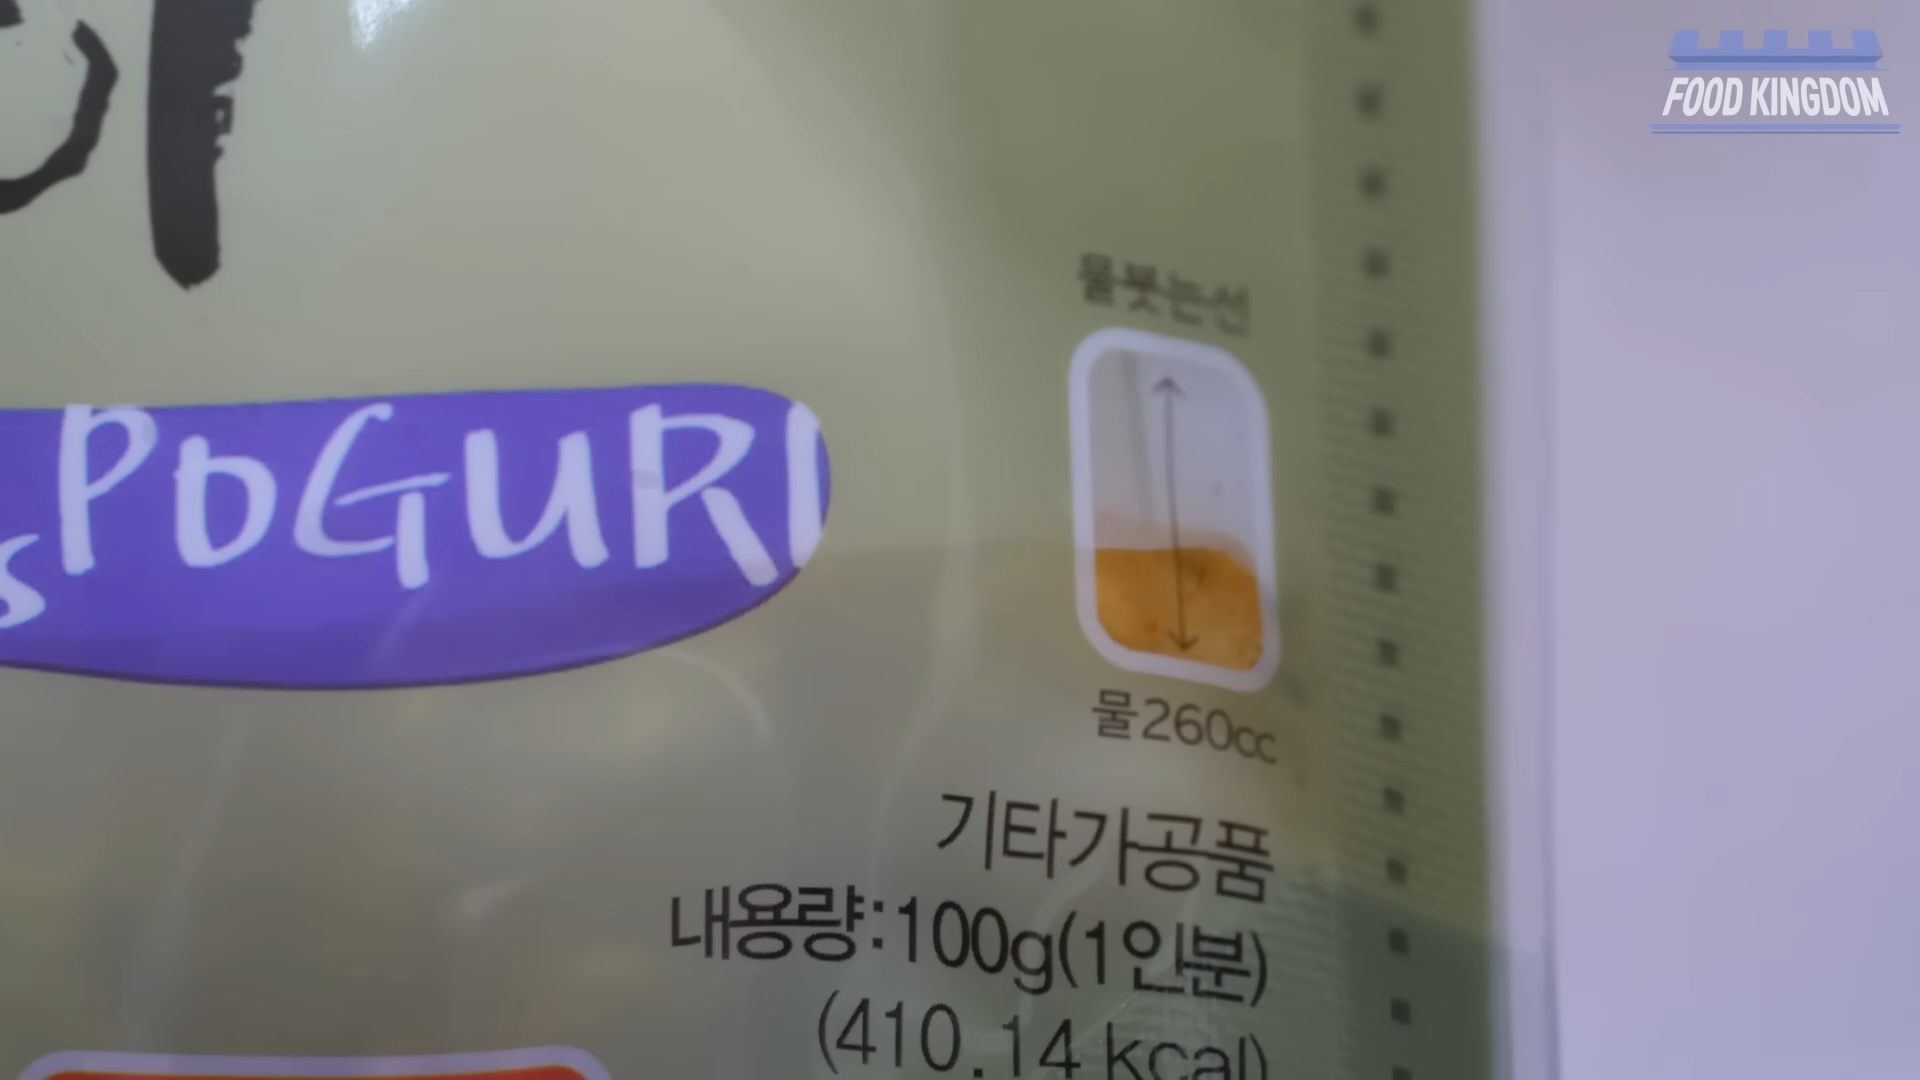 FOOD KINGDOM
물붓는선
POGURI
물260cc
기타가공품
내용량:100g(1인분)
(410.14 kcal)